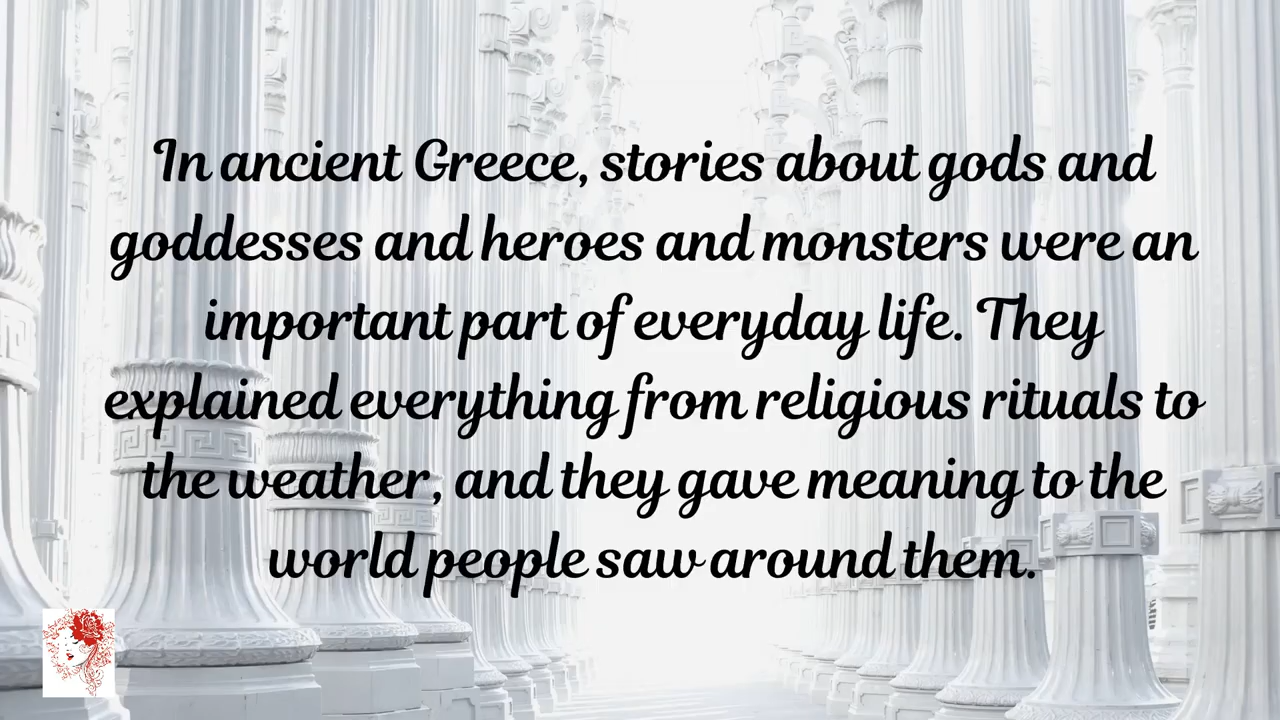 In ancient Greece, stories about gods and
goddesses and heroes and monsters were an
important part of everyday life. They
explained everything from religious rituals to
the weather, and they gave meaning to the
world people saw around them.